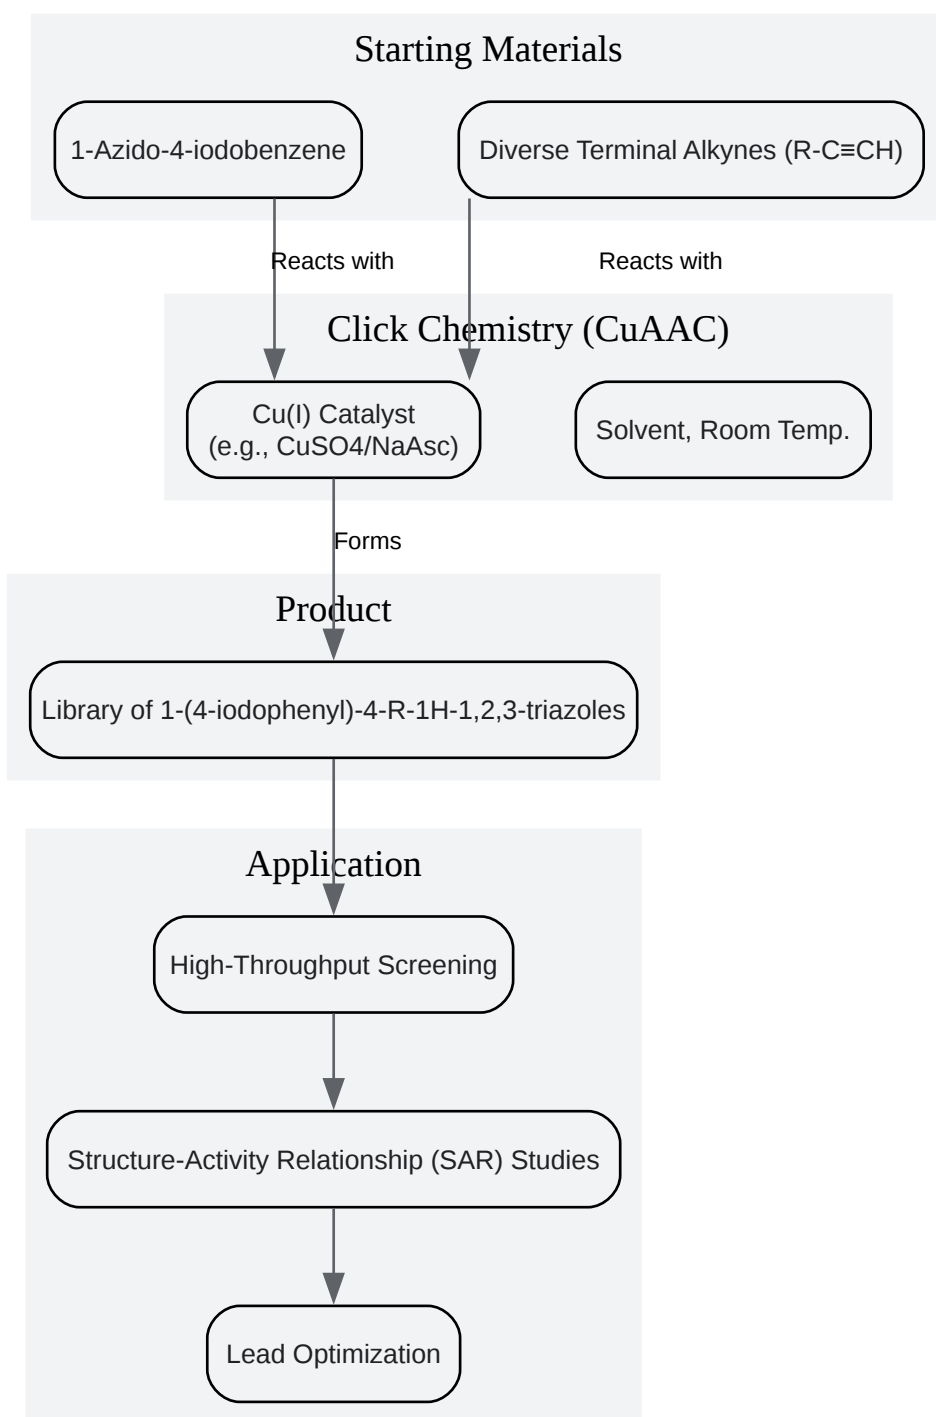 Starting Materials
1-Azido-4-iodobenzene
Diverse Terminal Alkynes (R-C≡CH)
Reacts with
Reacts with
Click Chemistry (CuAAC)
Cu(I) Catalyst
(e.g., CuSO4/NaAsc)
Solvent, Room Temp.
Forms
Product
Library of 1-(4-iodophenyl)-4-R-1H-1,2,3-triazoles
Application
High-Throughput Screening
Structure-Activity Relationship (SAR) Studies
Lead Optimization